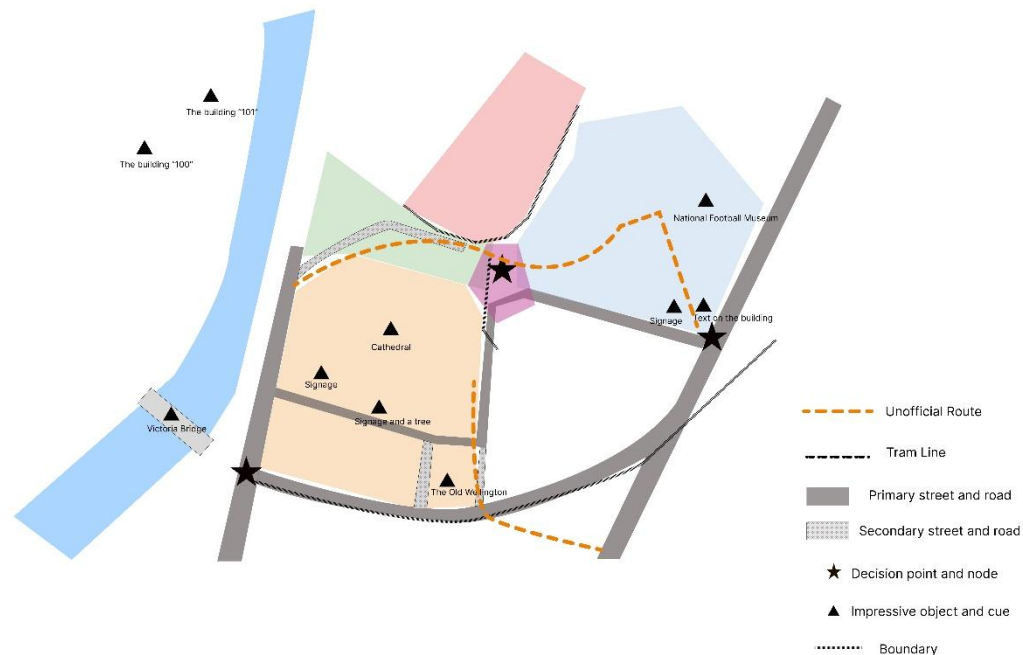 The building "101"
The building "100"
National Football Museum
Signage
Text on the building
Cathedral
Signage
Signage and a tree
Victoria Bridge
The Old Wellington
Unofficial Route
Tram Line
Primary street and road
Secondary street and road
Decision point and node
Impressive object and cue
Boundary